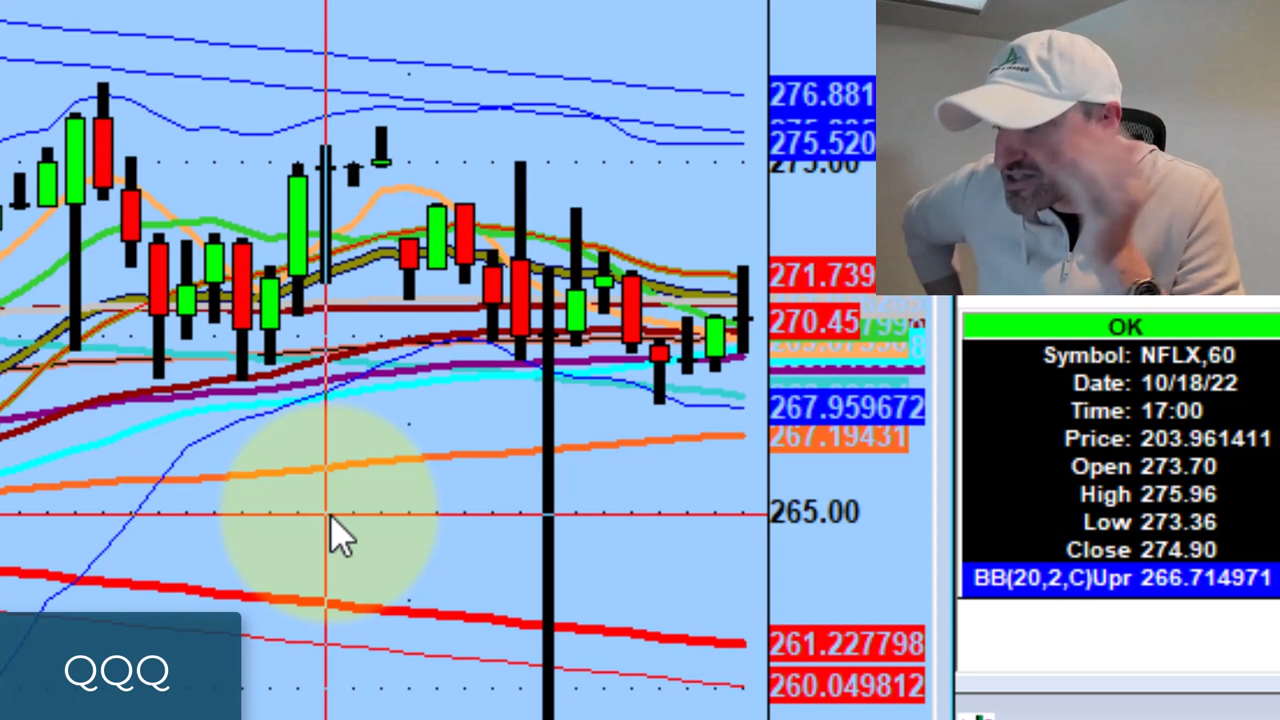 276.881
275.520
275.00
271.739
270.45
267.959672
267.19431
265.00
261.227798
260.049812
OK
Symbol: NFLX,60
Date: 10/18/22
Time: 17:00
Price: 203.961411
Open 273.70
High 275.96
Low 273.36
Close 274.90
BB(20,2,C)Upr 266.714971
QQQ